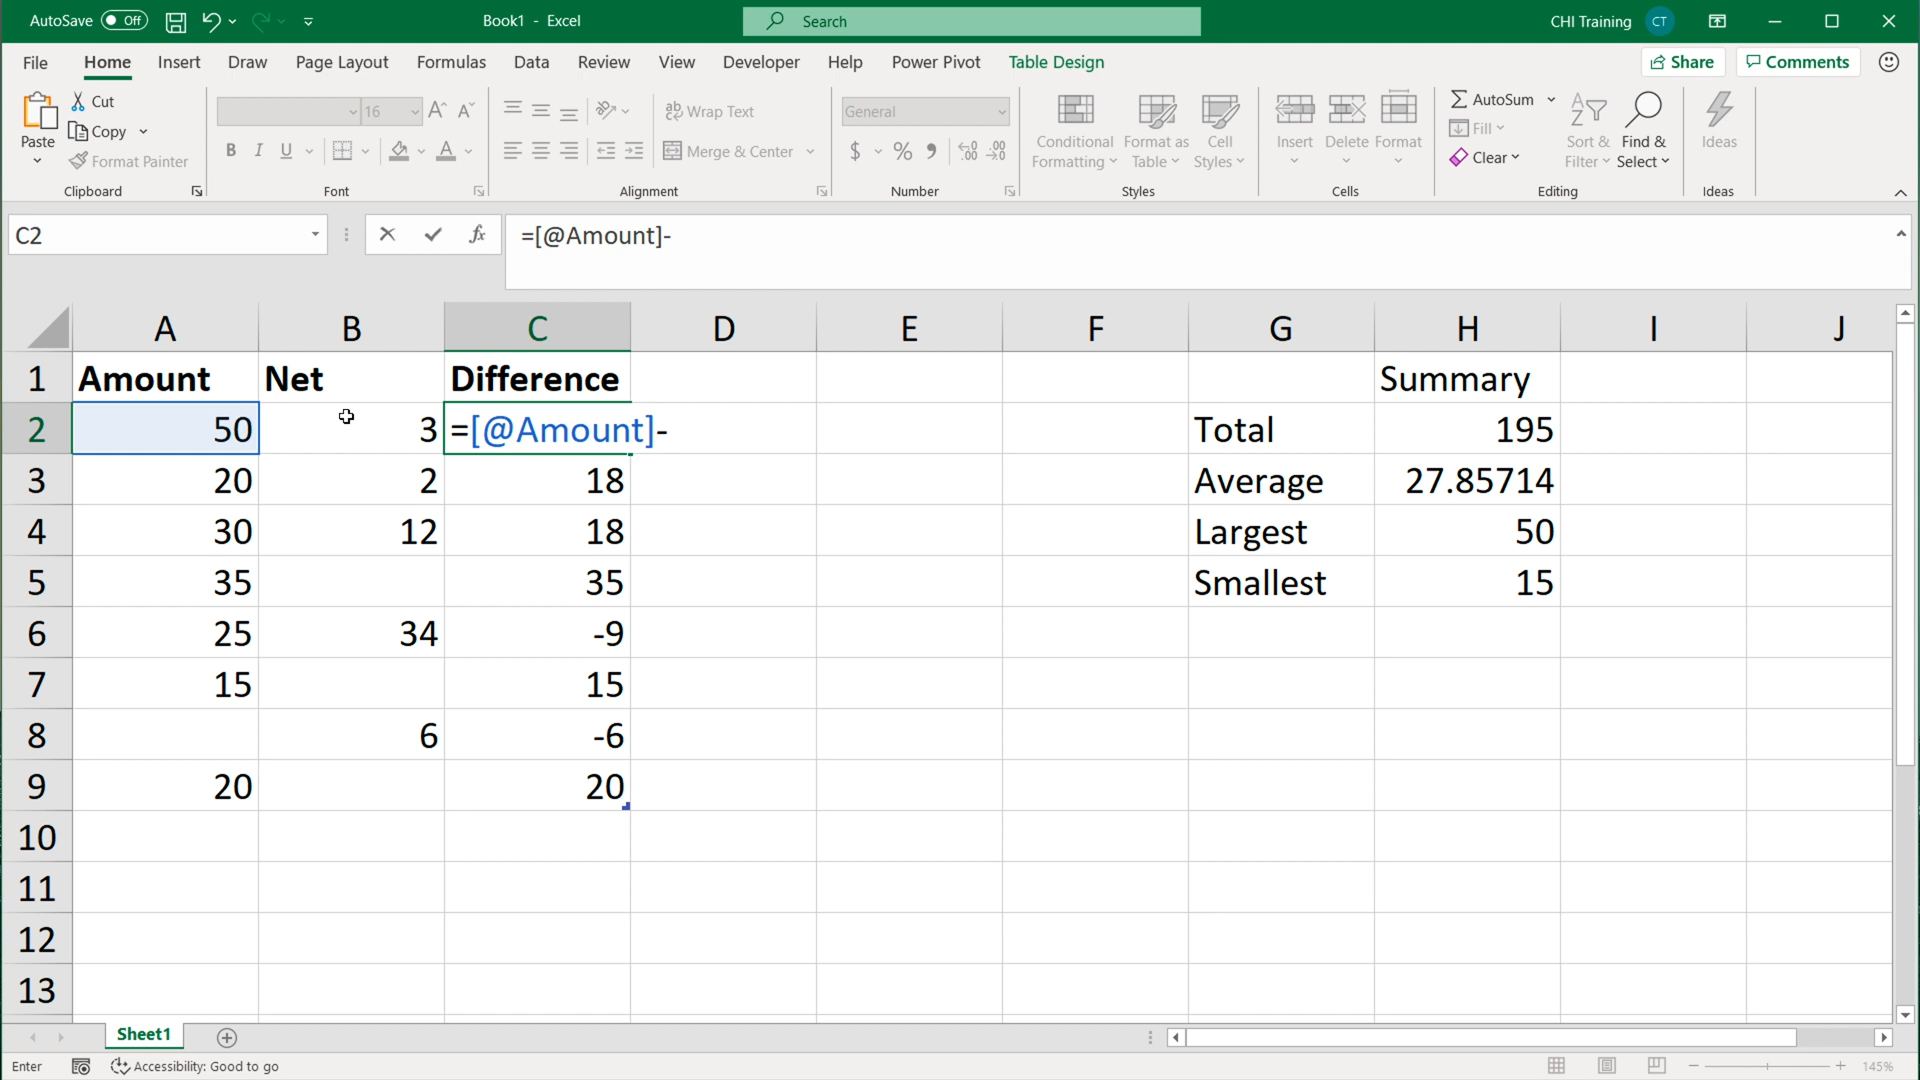 AutoSave Off Book1 - Excel Search CHI Training CT
File Home Insert Draw Page Layout Formulas Data Review View Developer Help Power Pivot Table Design Share Comments
Paste Cut Copy Format Painter Clipboard
16 A A B I U A Font
ab Wrap Text Merge & Center Alignment
General $ % 9 Number
Conditional Formatting Format as Table Cell Styles Styles
Insert Delete Format Cells
AutoSum Fill Clear Sort & Filter Find & Select Editing
Ideas Ideas
C2 fx =[@Amount]-
A B C D E F G H I J
1 Amount Net Difference Summary
2 50 3 =[@Amount]- Total 195
3 20 2 18 Average 27.85714
4 30 12 18 Largest 50
5 35 35 Smallest 15
6 25 34 -9
7 15 15
8 6 -6
9 20 20
10
11
12
13
Sheet1
Enter Accessibility: Good to go 145%